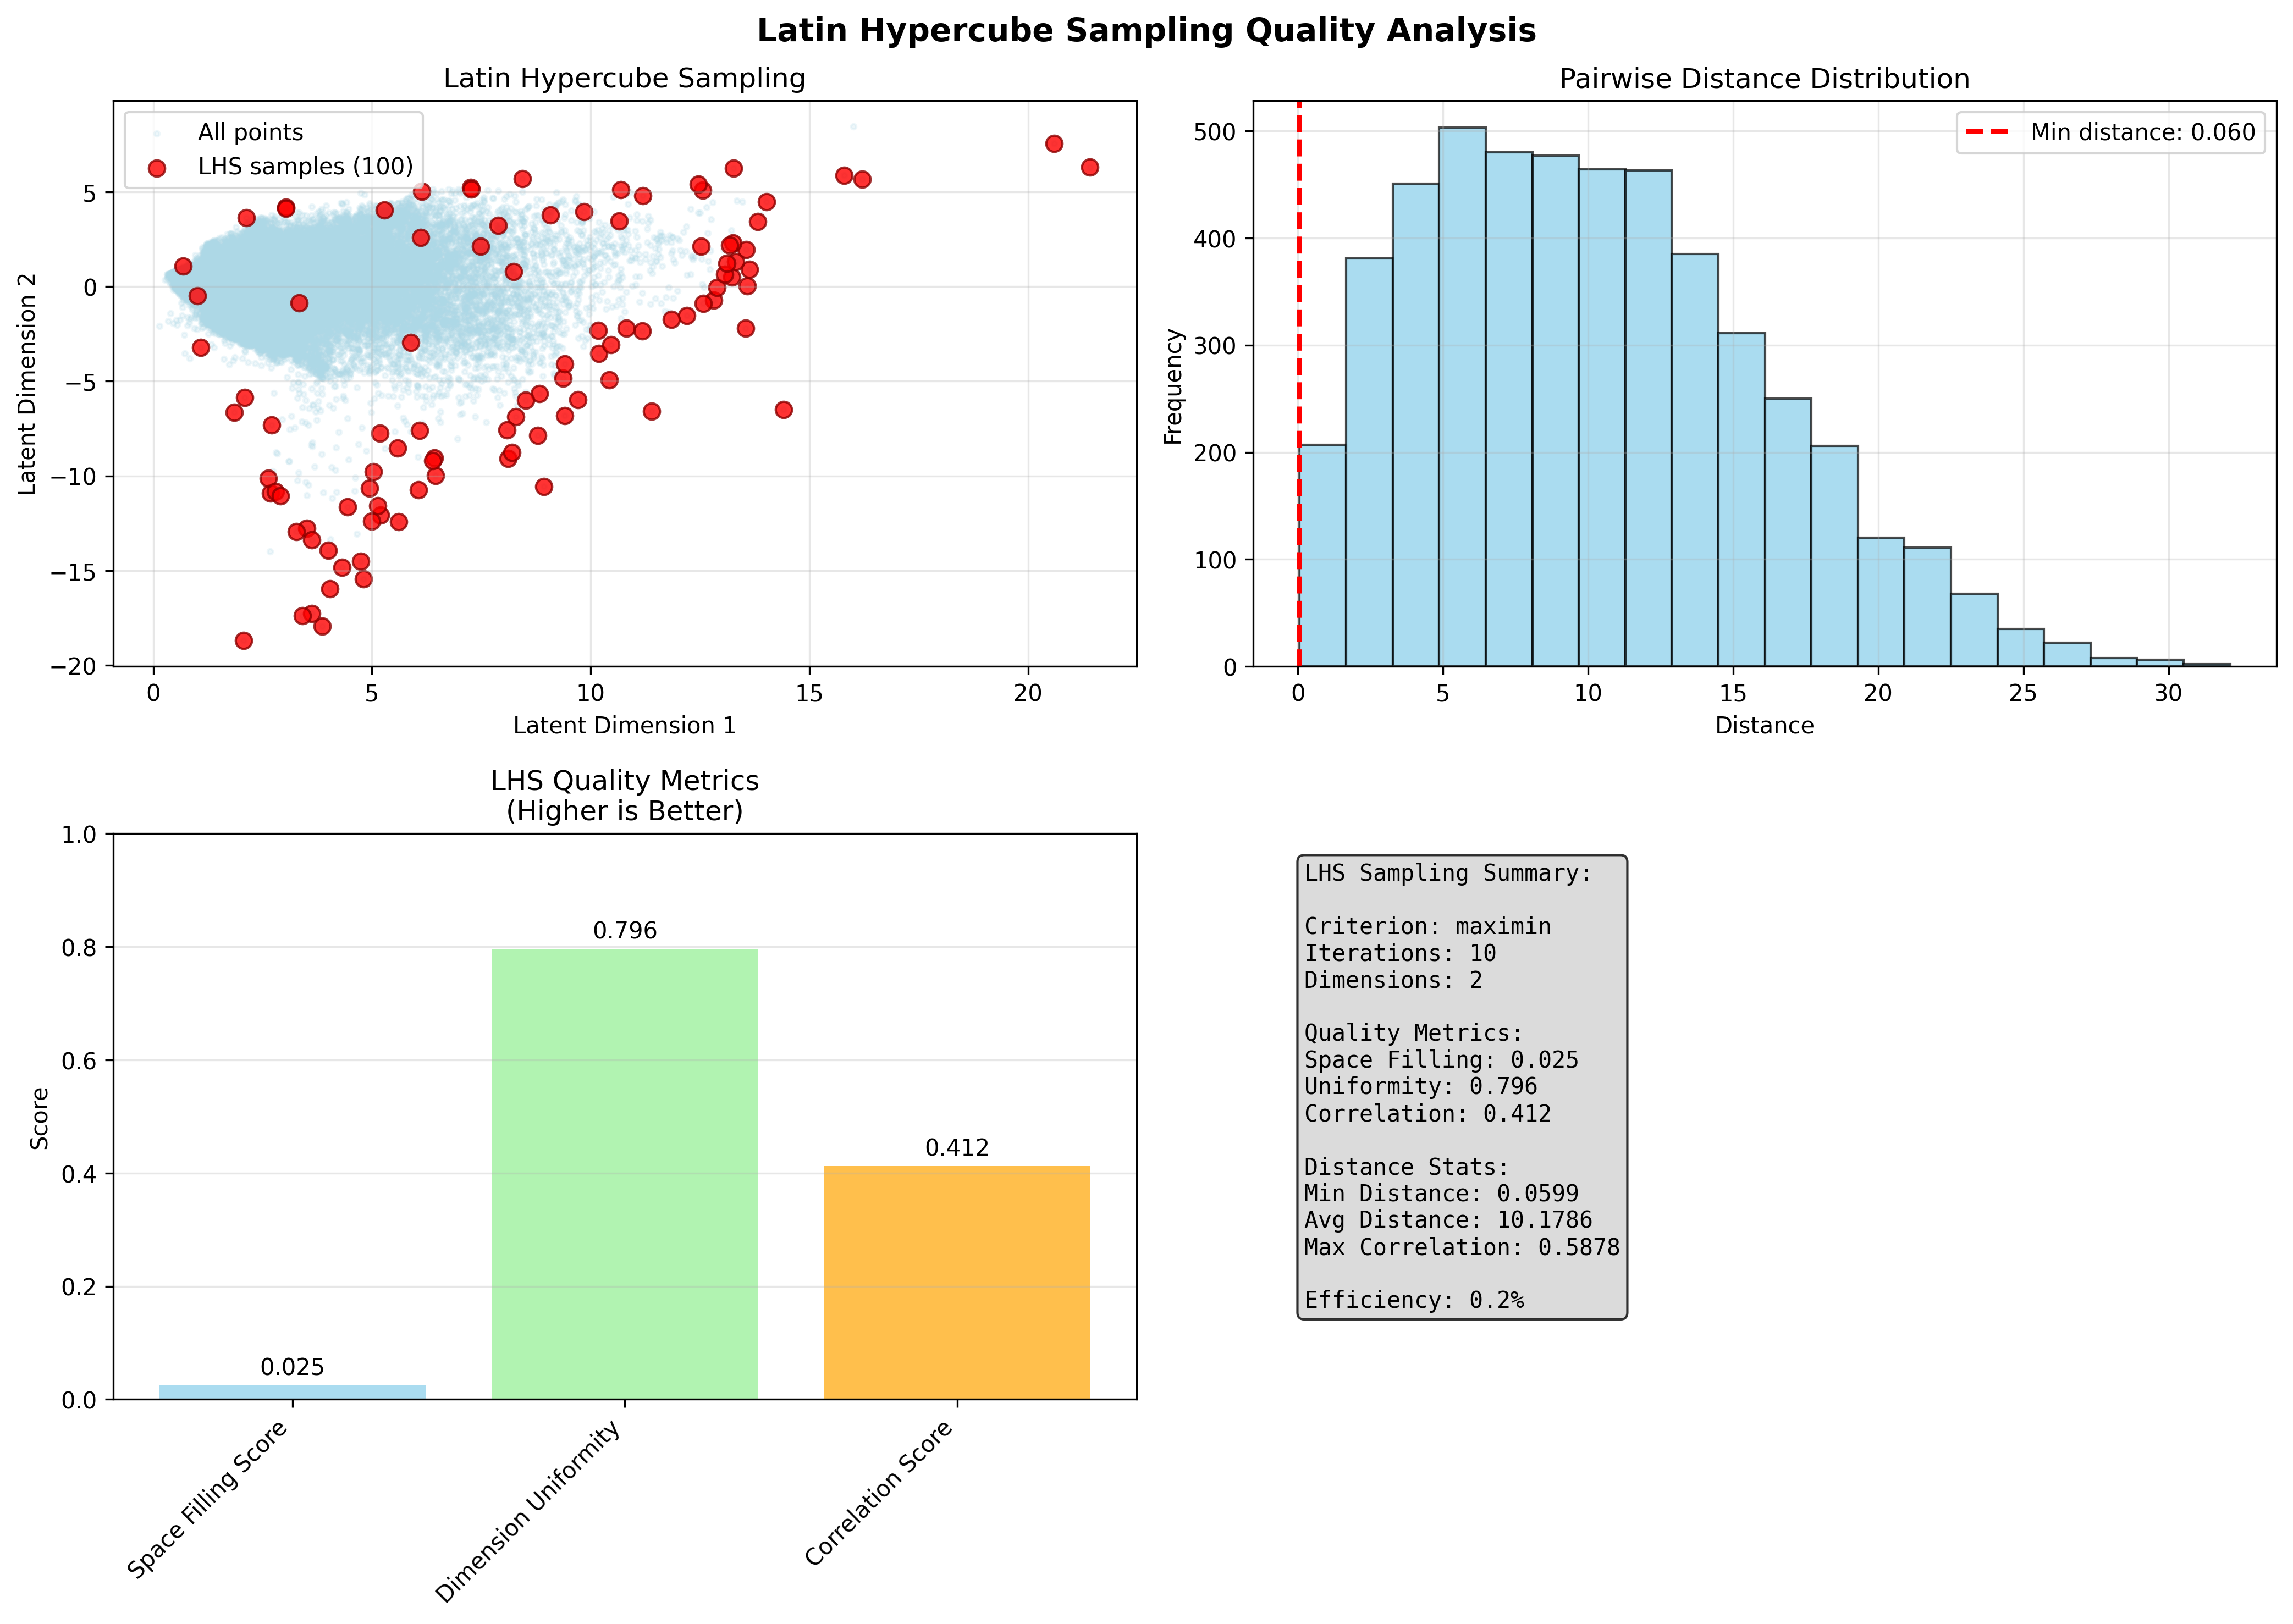 Latin Hypercube Sampling Quality Analysis
Latin Hypercube Sampling
All points
LHS samples (100)
5
0
−5
−10
−15
−20
Latent Dimension 2
0 5 10 15 20
Latent Dimension 1
Pairwise Distance Distribution
Min distance: 0.060
500
400
300
200
100
0
Frequency
0 5 10 15 20 25 30
Distance
LHS Quality Metrics
(Higher is Better)
1.0
0.8
0.6
0.4
0.2
0.0
Score
0.025
0.796
0.412
Space Filling Score
Dimension Uniformity
Correlation Score
LHS Sampling Summary:
Criterion: maximin
Iterations: 10
Dimensions: 2
Quality Metrics:
Space Filling: 0.025
Uniformity: 0.796
Correlation: 0.412
Distance Stats:
Min Distance: 0.0599
Avg Distance: 10.1786
Max Correlation: 0.5878
Efficiency: 0.2%